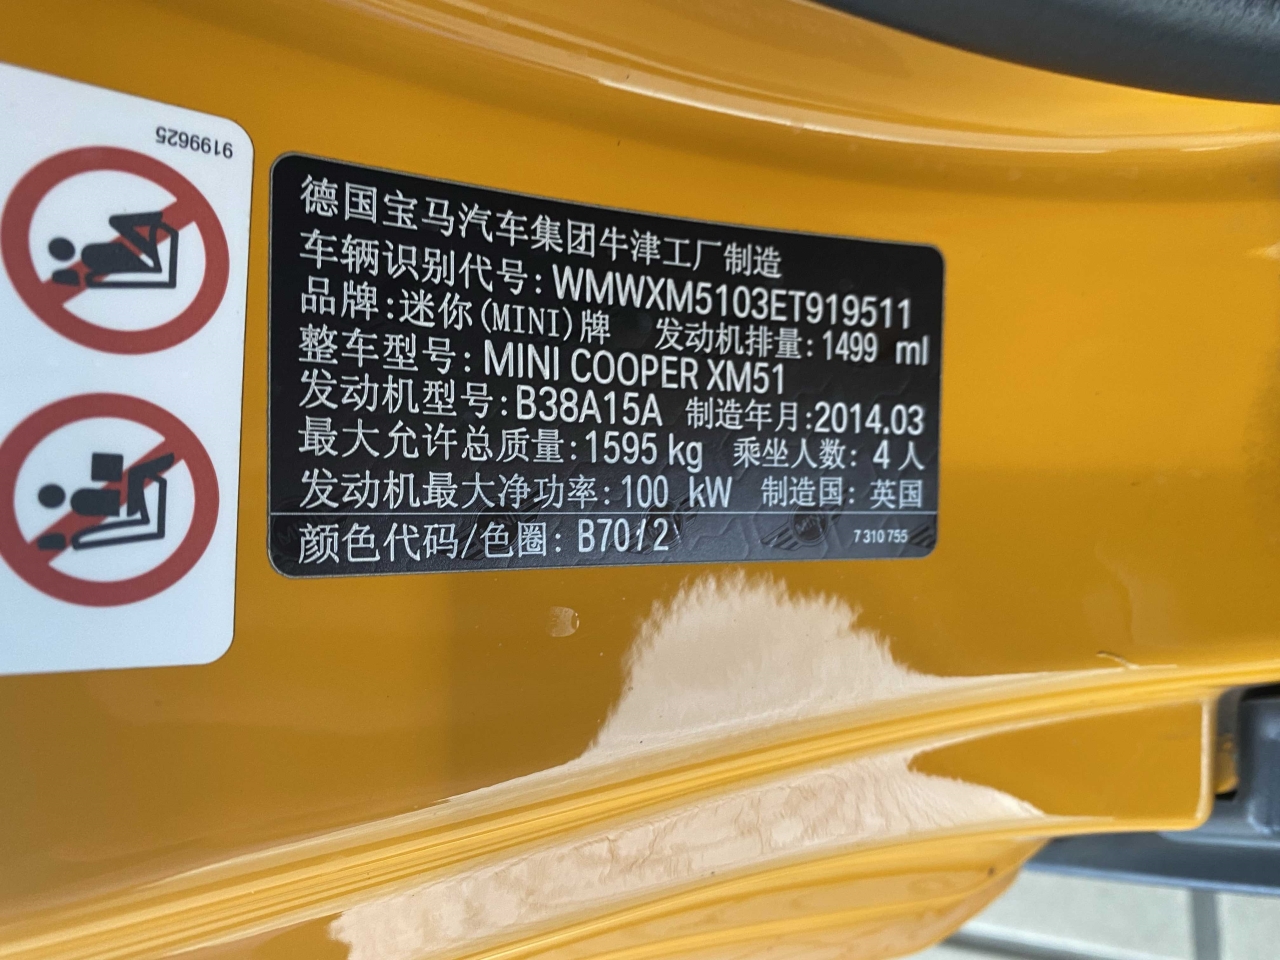 9199625
德国宝马汽车集团牛津工厂制造
车辆识别代号: WMWXM5103ET919511
品牌:迷你(MINI)牌 发动机排量: 1499 ml
整车型号: MINI COOPER XM51
发动机型号:B38A15A 制造年月:2014.03
最大允许总质量:1595 kg 乘坐人数: 4 人
发动机最大净功率: 100 kW 制造国: 英国
颜色代码/色圈: B70/2
7 310 755